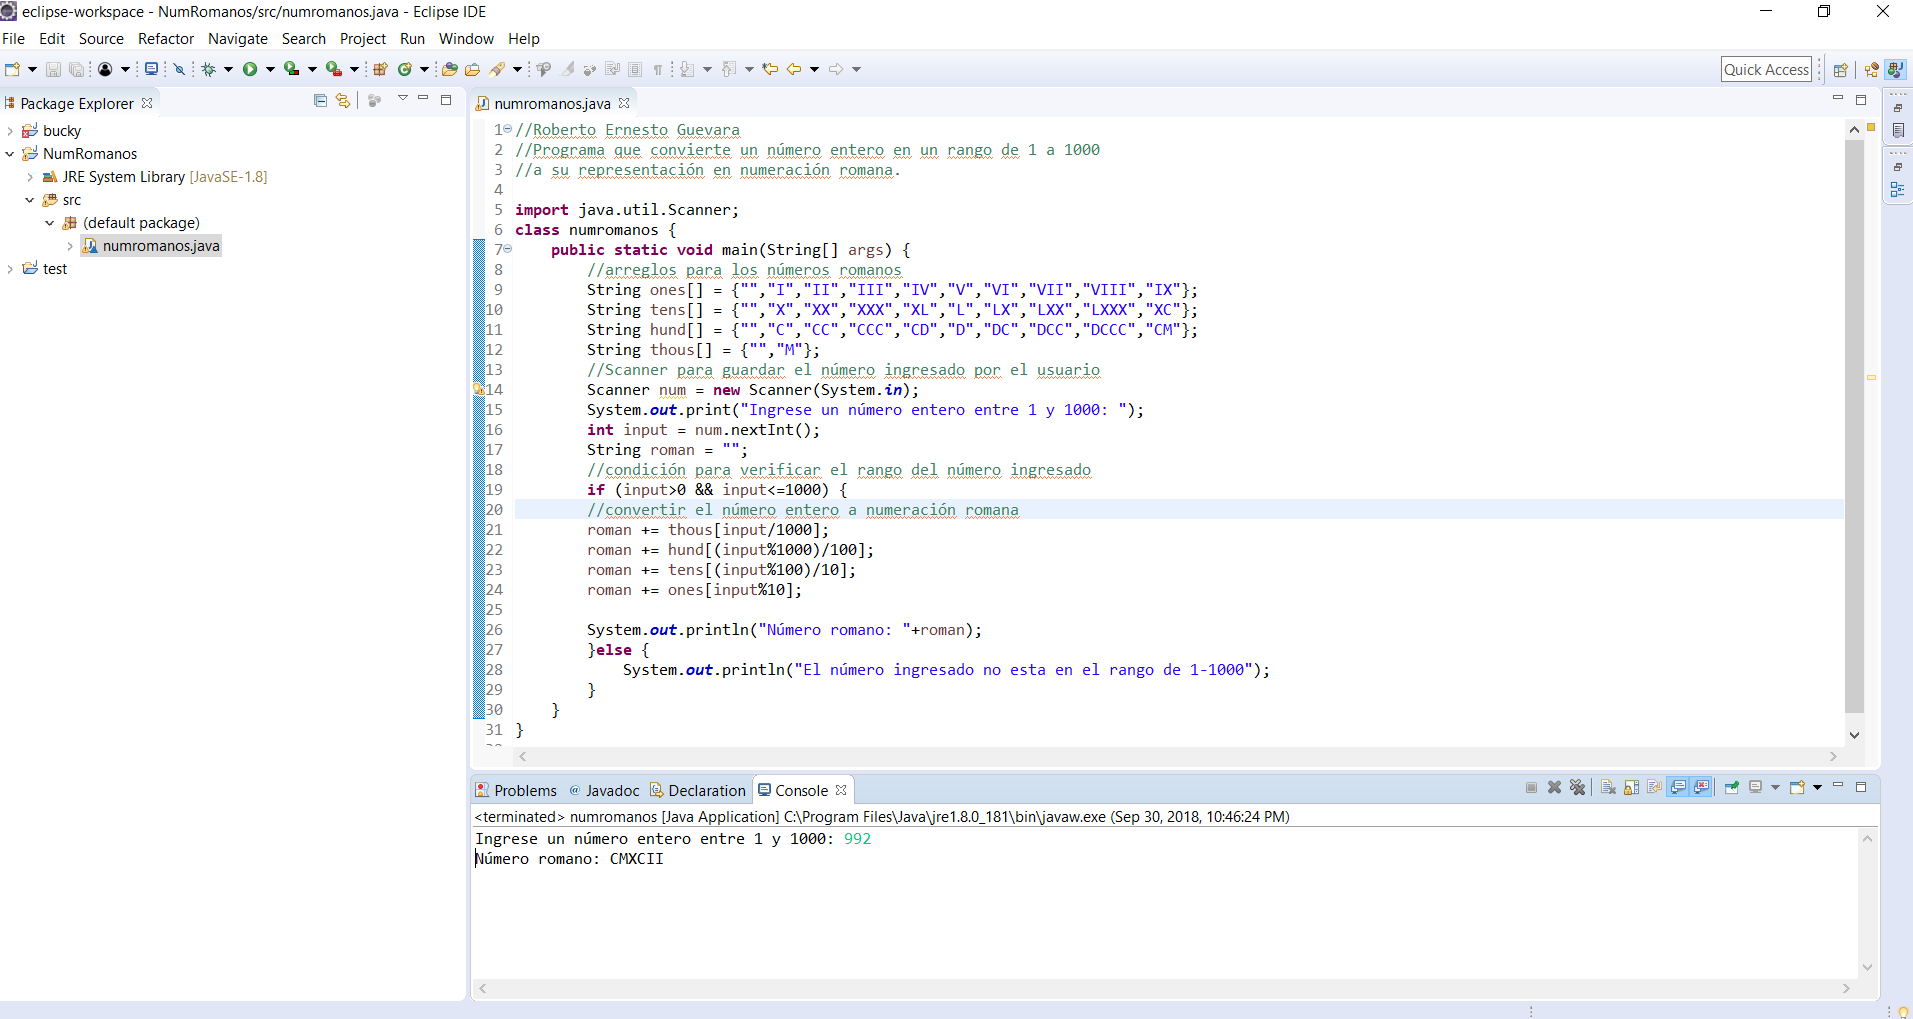 eclipse-workspace - NumRomanos/src/numromanos.java - Eclipse IDE
File Edit Source Refactor Navigate Search Project Run Window Help
Quick Access
Package Explorer
bucky
NumRomanos
JRE System Library [JavaSE-1.8]
src
(default package)
numromanos.java
test
numromanos.java
1 //Roberto Ernesto Guevara
2 //Programa que convierte un número entero en un rango de 1 a 1000
3 //a su representación en numeración romana.
4
5 import java.util.Scanner;
6 class numromanos {
7     public static void main(String[] args) {
8         //arreglos para los números romanos
9         String ones[] = {"","I","II","III","IV","V","VI","VII","VIII","IX"};
10         String tens[] = {"","X","XX","XXX","XL","L","LX","LXX","LXXX","XC"};
11         String hund[] = {"","C","CC","CCC","CD","D","DC","DCC","DCCC","CM"};
12         String thous[] = {"","M"};
13         //Scanner para guardar el número ingresado por el usuario
14         Scanner num = new Scanner(System.in);
15         System.out.print("Ingrese un número entero entre 1 y 1000: ");
16         int input = num.nextInt();
17         String roman = "";
18         //condición para verificar el rango del número ingresado
19         if (input>0 && input<=1000) {
20         //convertir el número entero a numeración romana
21         roman += thous[input/1000];
22         roman += hund[(input%1000)/100];
23         roman += tens[(input%100)/10];
24         roman += ones[input%10];
25
26         System.out.println("Número romano: "+roman);
27         }else {
28             System.out.println("El número ingresado no esta en el rango de 1-1000");
29         }
30     }
31 }
Problems @ Javadoc Declaration Console
<terminated> numromanos [Java Application] C:\Program Files\Java\jre1.8.0_181\bin\javaw.exe (Sep 30, 2018, 10:46:24 PM)
Ingrese un número entero entre 1 y 1000: 992
Número romano: CMXCII